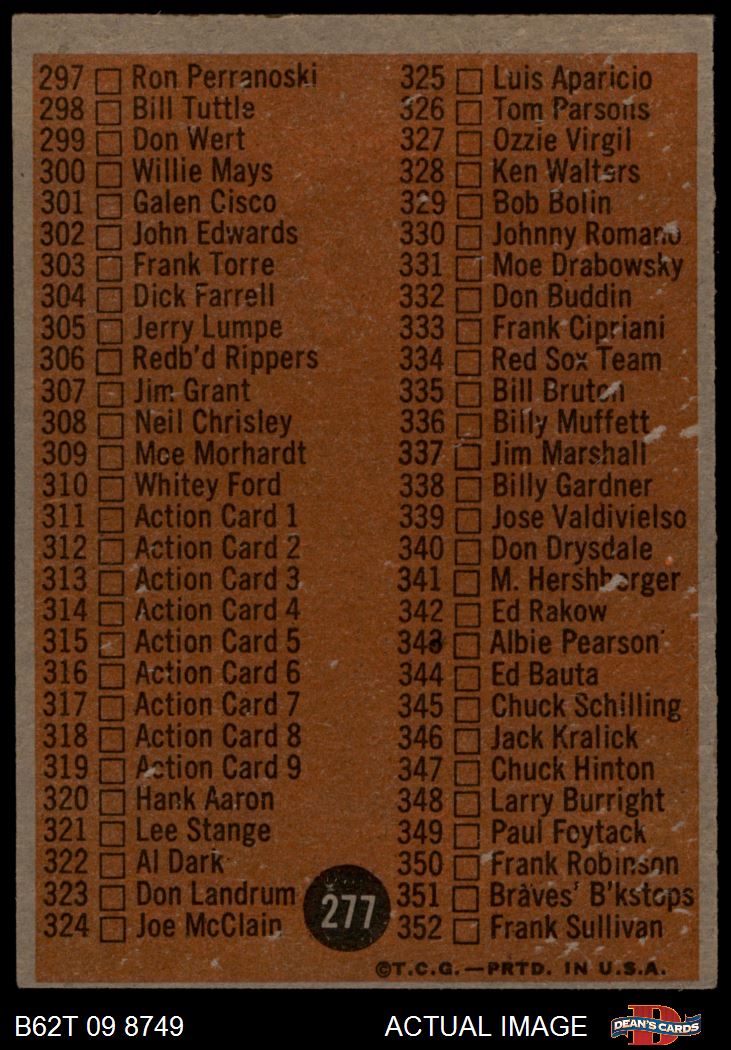 297 Ron Perranoski
298 Bill Tuttle
299 Don Wert
300 Willie Mays
301 Galen Cisco
302 John Edwards
303 Frank Torre
304 Dick Farrell
305 Jerry Lumpe
306 Redb'd Rippers
307 Jim Grant
308 Neil Chrisley
309 Moe Morhardt
310 Whitey Ford
311 Action Card 1
312 Action Card 2
313 Action Card 3
314 Action Card 4
315 Action Card 5
316 Action Card 6
317 Action Card 7
318 Action Card 8
319 Action Card 9
320 Hank Aaron
321 Lee Stange
322 Al Dark
323 Don Landrum
324 Joe McClain
277
325 Luis Aparicio
326 Tom Parsons
327 Ozzie Virgil
328 Ken Walters
329 Bob Bolin
330 Johnny Romano
331 Moe Drabowsky
332 Don Buddin
333 Frank Cipriani
334 Red Sox Team
335 Bill Bruton
336 Billy Muffett
337 Jim Marshall
338 Billy Gardner
339 Jose Valdivielso
340 Don Drysdale
341 M. Hershberger
342 Ed Rakow
343 Albie Pearson
344 Ed Bauta
345 Chuck Schilling
346 Jack Kralick
347 Chuck Hinton
348 Larry Burright
349 Paul Foytack
350 Frank Robinson
351 Braves' B'kstops
352 Frank Sullivan
©T.C.G.—PRTD. IN U.S.A.
B62T 09 8749
ACTUAL IMAGE
D
DEAN'S CARDS